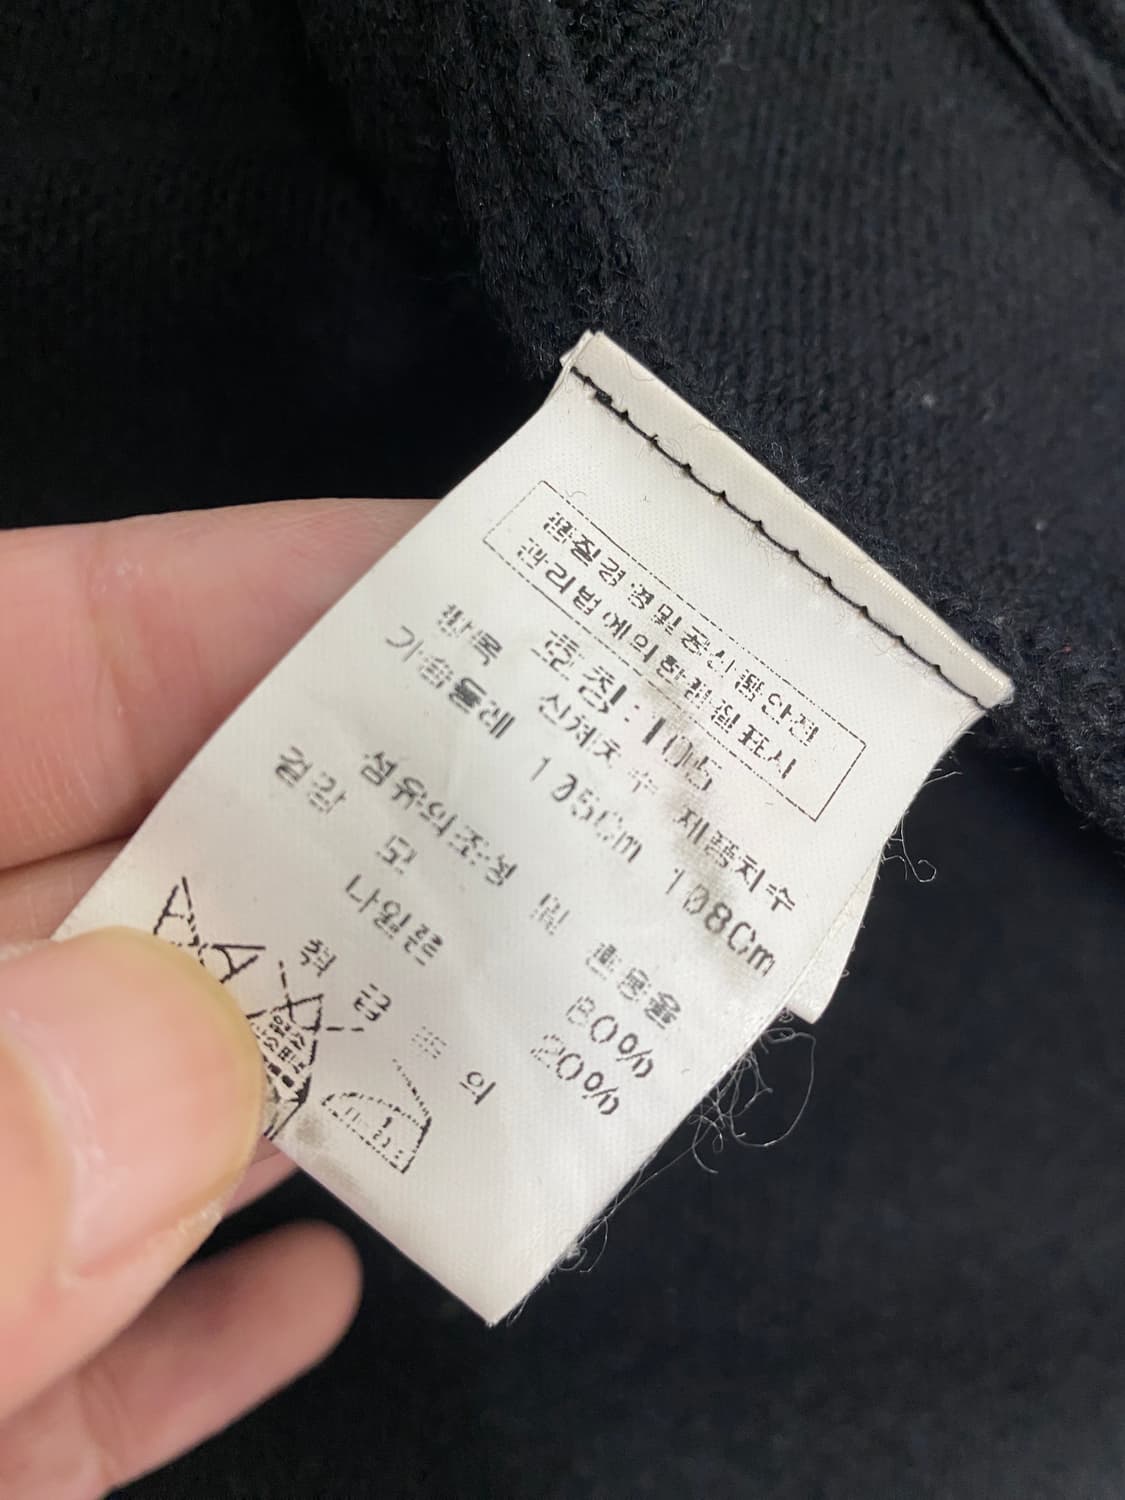 품질경영및공산품안전
관리법에의한품질표시
호칭:105
항목 신체치수 제품치수
가슴둘레 105Cm 108Cm
섬유의조성 및 혼용율
겉감 모 80%
나일론 20%
취급주의